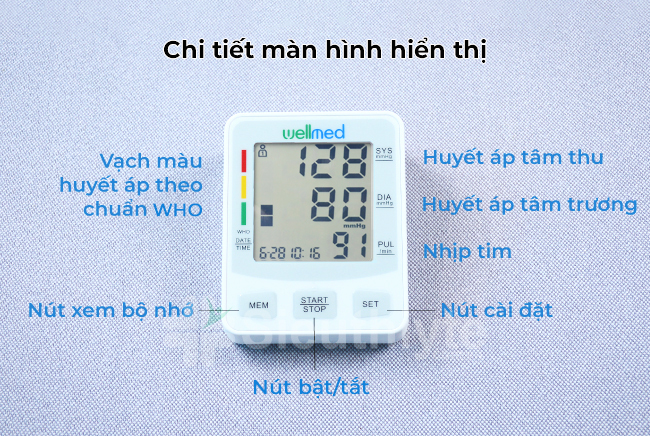 Chi tiết màn hình hiển thị
wellmed
Vạch màu
huyết áp theo
chuẩn WHO
1
128
SYS
mmHg
Huyết áp tâm thu
80
DIA
mmHg
mmHg
Huyết áp tâm trương
WHO
DATE
TIME
6-28 10:16
91
PUL
/min
Nhịp tim
Nút xem bộ nhớ
MEM
START
STOP
SET
Nút cài đặt
Nút bật/tắt